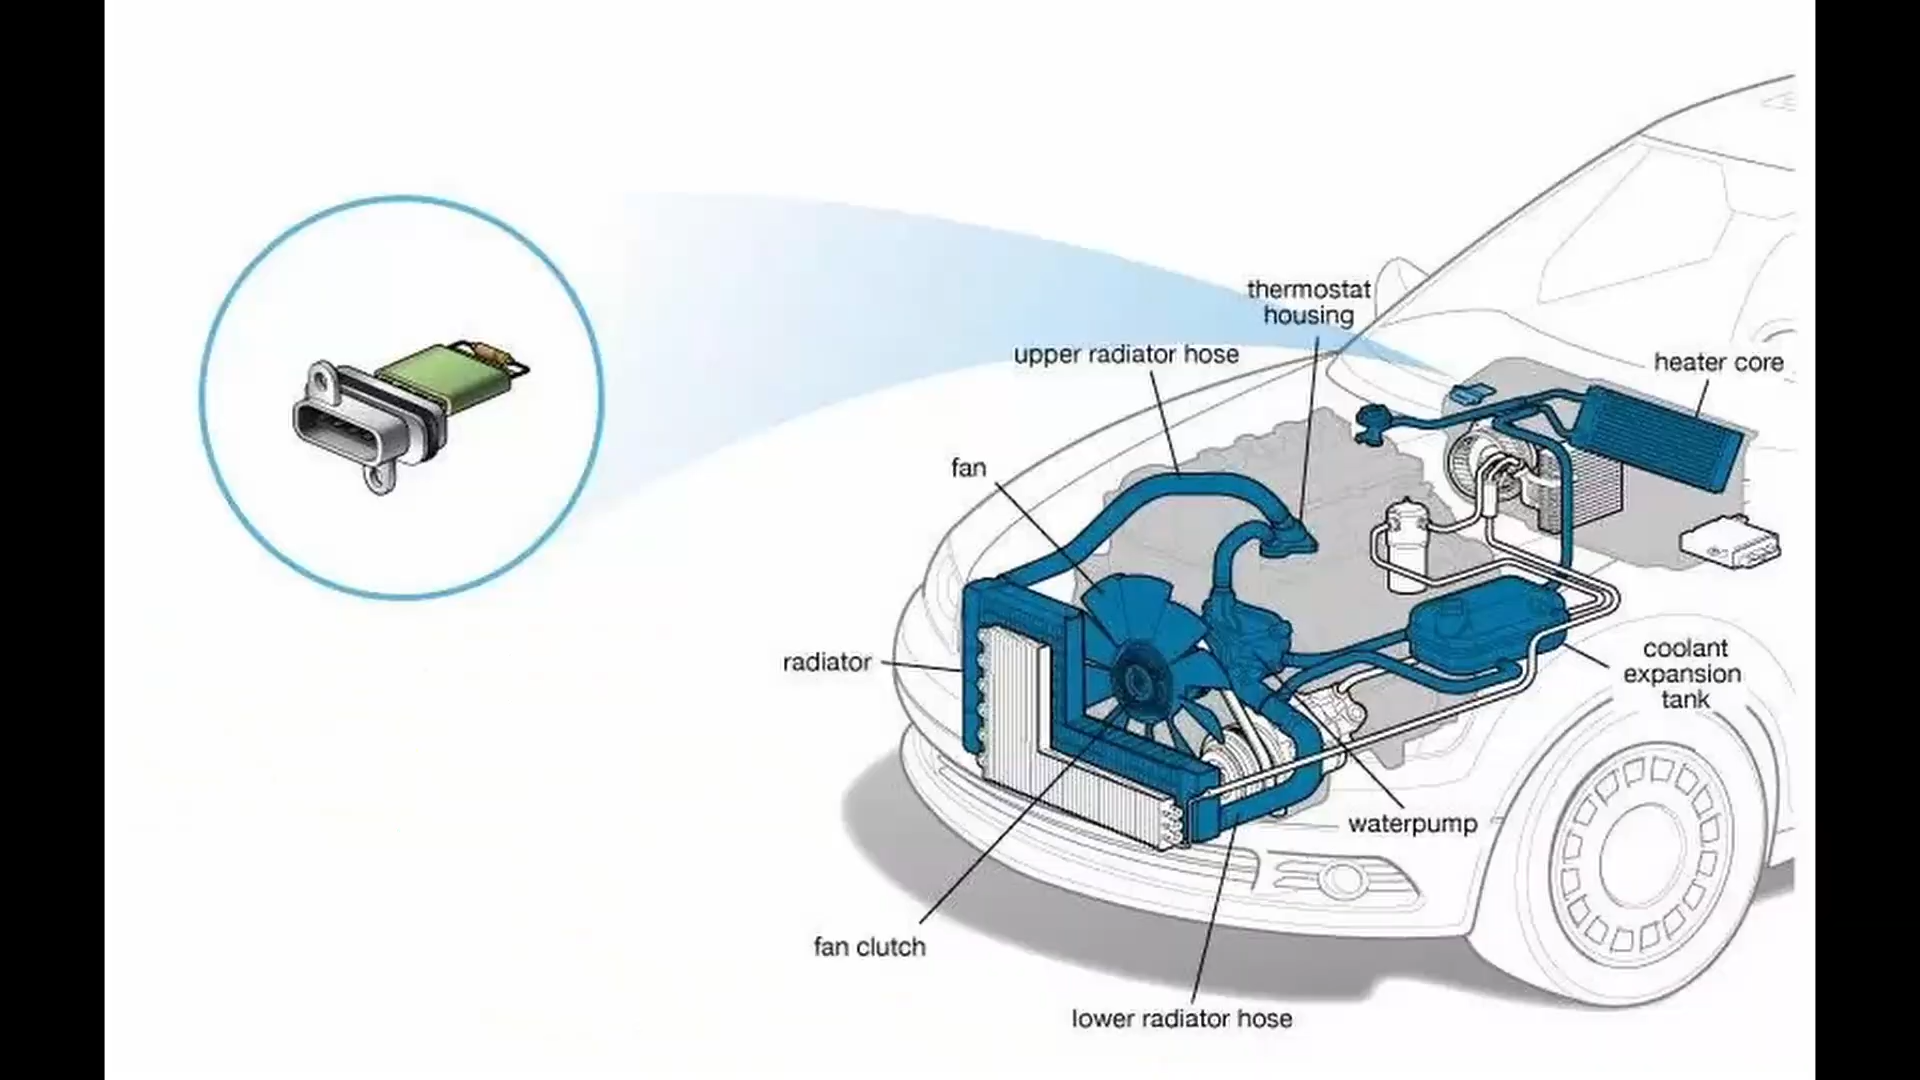 thermostat
housing
upper radiator hose
heater core
fan
radiator
coolant
expansion
tank
waterpump
fan clutch
lower radiator hose